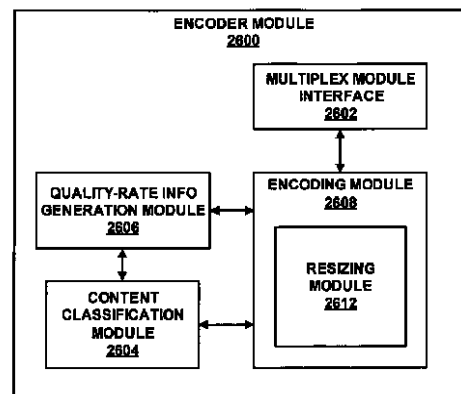 ENCODER MODULE
2600
MULTIPLEX MODULE
INTERFACE
2602
QUALITY-RATE INFO
GENERATION MODULE
2606
ENCODING MODULE
2608
RESIZING
MODULE
2612
CONTENT
CLASSIFICATION
MODULE
2604